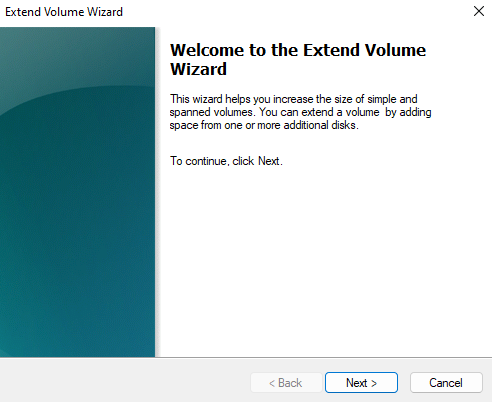 Extend Volume Wizard
Welcome to the Extend Volume
Wizard
This wizard helps you increase the size of simple and
spanned volumes. You can extend a volume  by adding
space from one or more additional disks.
To continue, click Next.
< Back
Next >
Cancel